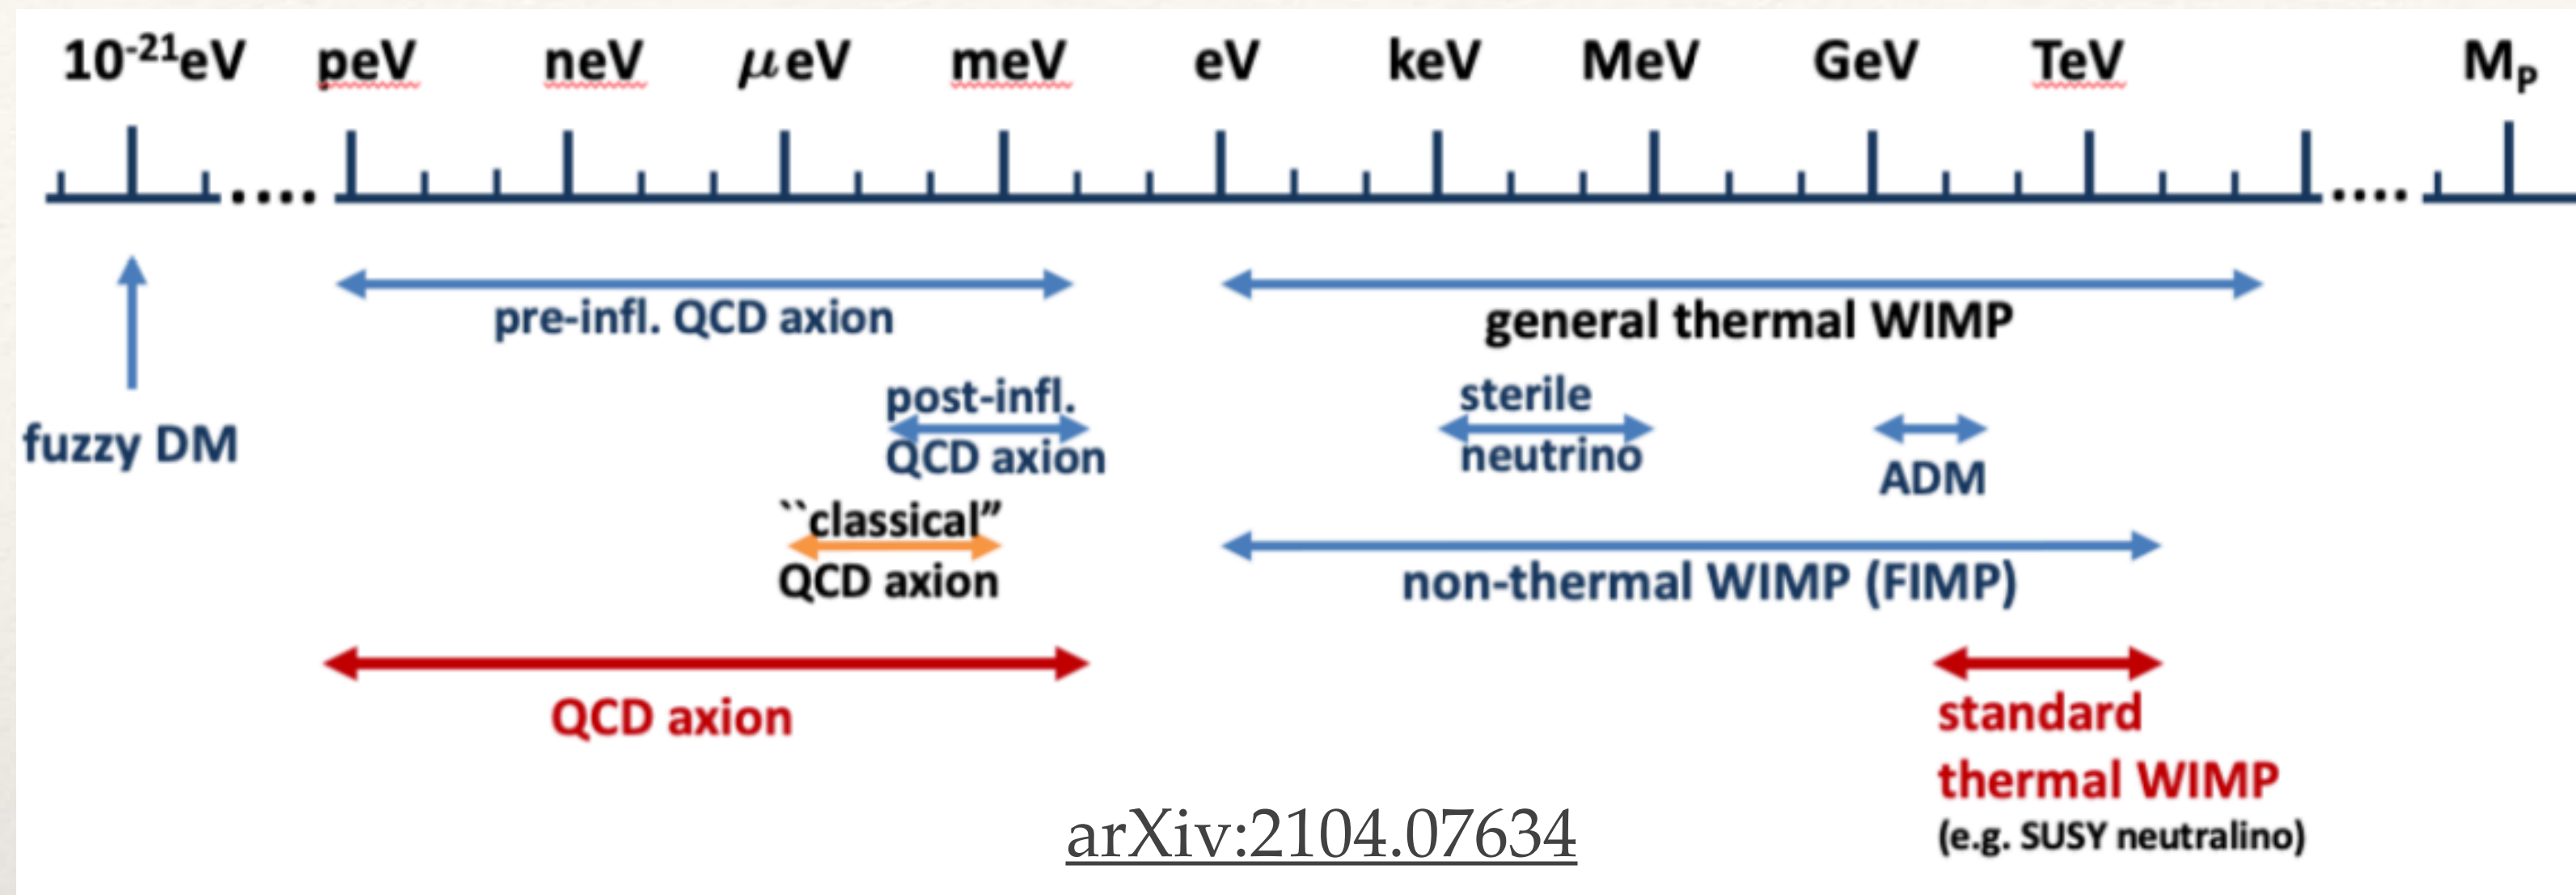 10⁻²¹eV peV neV μeV meV eV keV MeV GeV TeV M_P
pre-infl. QCD axion
general thermal WIMP
fuzzy DM
post-infl.
QCD axion
sterile
neutrino
ADM
``classical”
QCD axion
non-thermal WIMP (FIMP)
QCD axion
standard
thermal WIMP
(e.g. SUSY neutralino)
arXiv:2104.07634